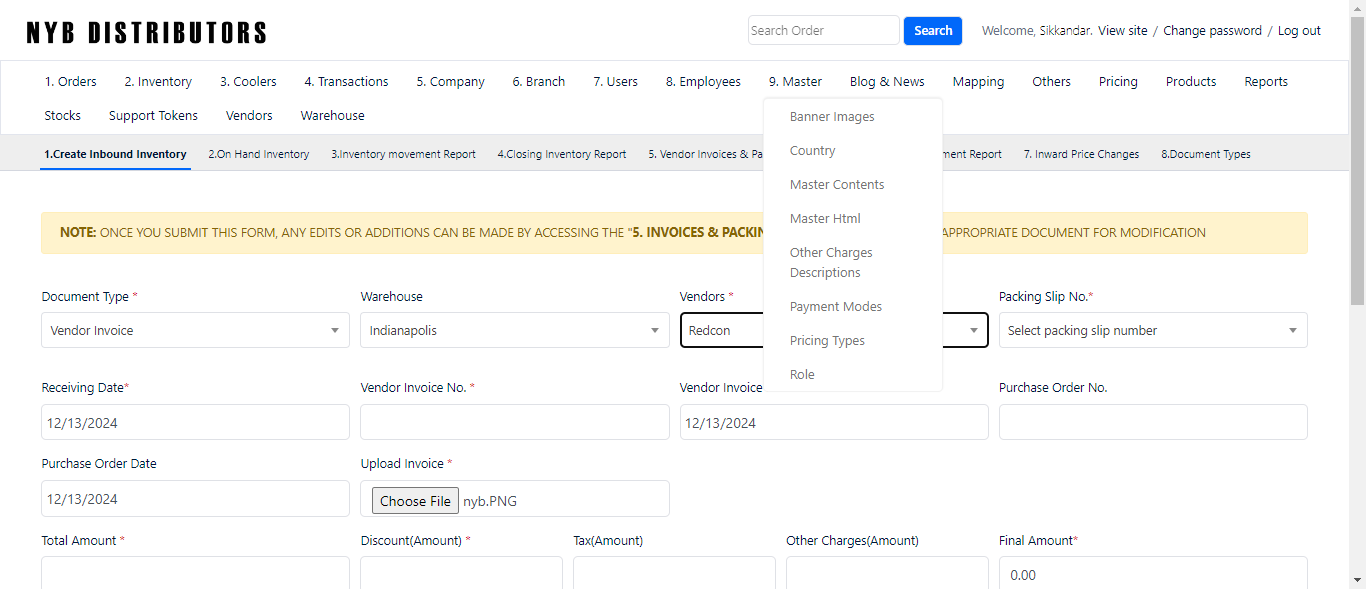 NYB DISTRIBUTORS
Search Order
Search
Welcome, Sikkandar. View site / Change password / Log out
1. Orders 2. Inventory 3. Coolers 4. Transactions 5. Company 6. Branch 7. Users 8. Employees 9. Master Blog & News Mapping Others Pricing Products Reports
Stocks Support Tokens Vendors Warehouse
Banner Images
Country
Master Contents
Master Html
Other Charges
Descriptions
Payment Modes
Pricing Types
Role
1.Create Inbound Inventory 2.On Hand Inventory 3.Inventory movement Report 4.Closing Inventory Report 5. Vendor Invoices & Pa ment Report 7. Inward Price Changes 8.Document Types
NOTE: ONCE YOU SUBMIT THIS FORM, ANY EDITS OR ADDITIONS CAN BE MADE BY ACCESSING THE "5. INVOICES & PACKIN APPROPRIATE DOCUMENT FOR MODIFICATION
Document Type * Warehouse Vendors * Packing Slip No.*
Vendor Invoice Indianapolis Redcon Select packing slip number
Receiving Date* Vendor Invoice No. * Vendor Invoice Purchase Order No.
12/13/2024 12/13/2024
Purchase Order Date Upload Invoice *
12/13/2024 Choose File nyb.PNG
Total Amount * Discount(Amount) * Tax(Amount) Other Charges(Amount) Final Amount*
0.00